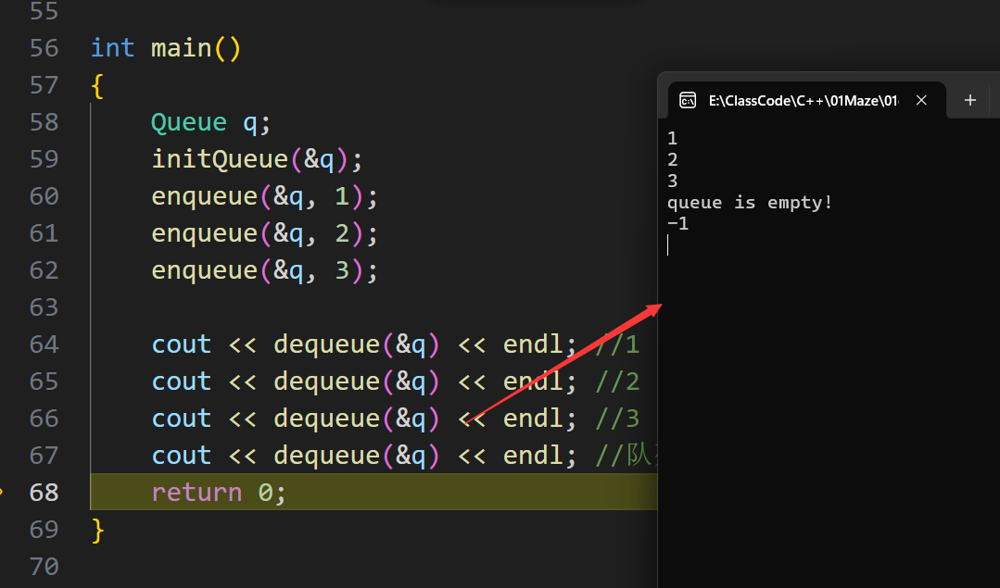 55
56 int main()
57 {
58 Queue q;
59 initQueue(&q);
60 enqueue(&q, 1);
61 enqueue(&q, 2);
62 enqueue(&q, 3);
63
64 cout << dequeue(&q) << endl; //1
65 cout << dequeue(&q) << endl; //2
66 cout << dequeue(&q) << endl; //3
67 cout << dequeue(&q) << endl; //队
68 return 0;
69 }
70
E:\ClassCode\C++\01Maze\01
1
2
3
queue is empty!
-1